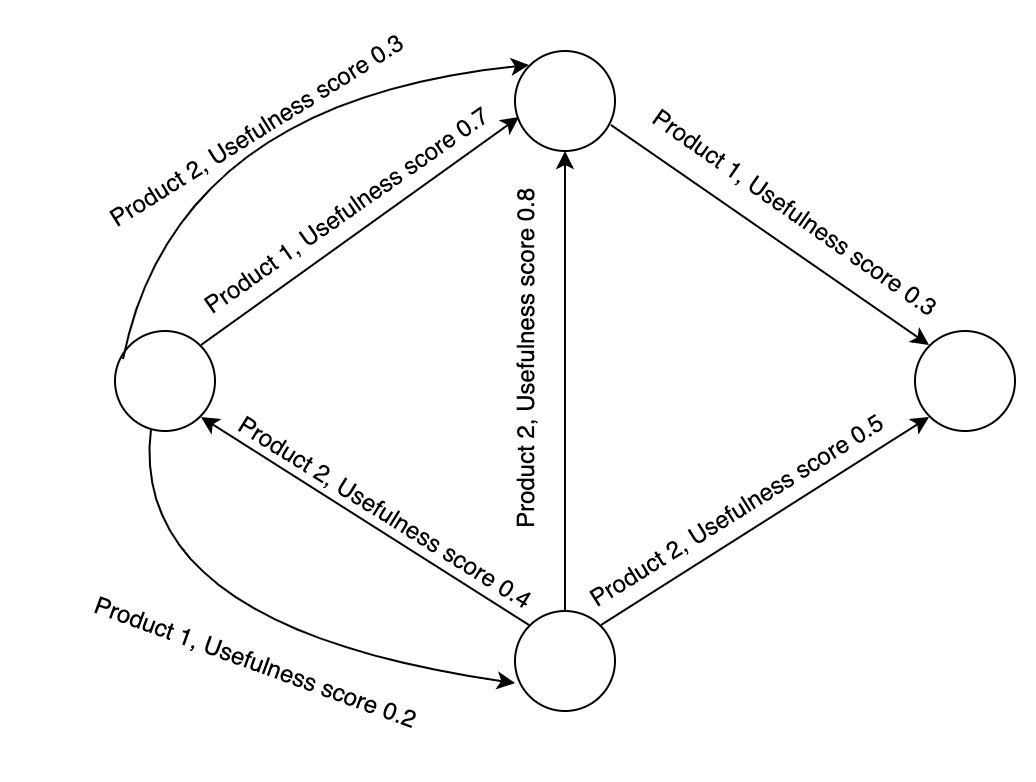 Product 2, Usefulness score 0.3
Product 1, Usefulness score 0.7
Product 1, Usefulness score 0.3
Product 2, Usefulness score 0.8
Product 2, Usefulness score 0.4
Product 2, Usefulness score 0.5
Product 1, Usefulness score 0.2